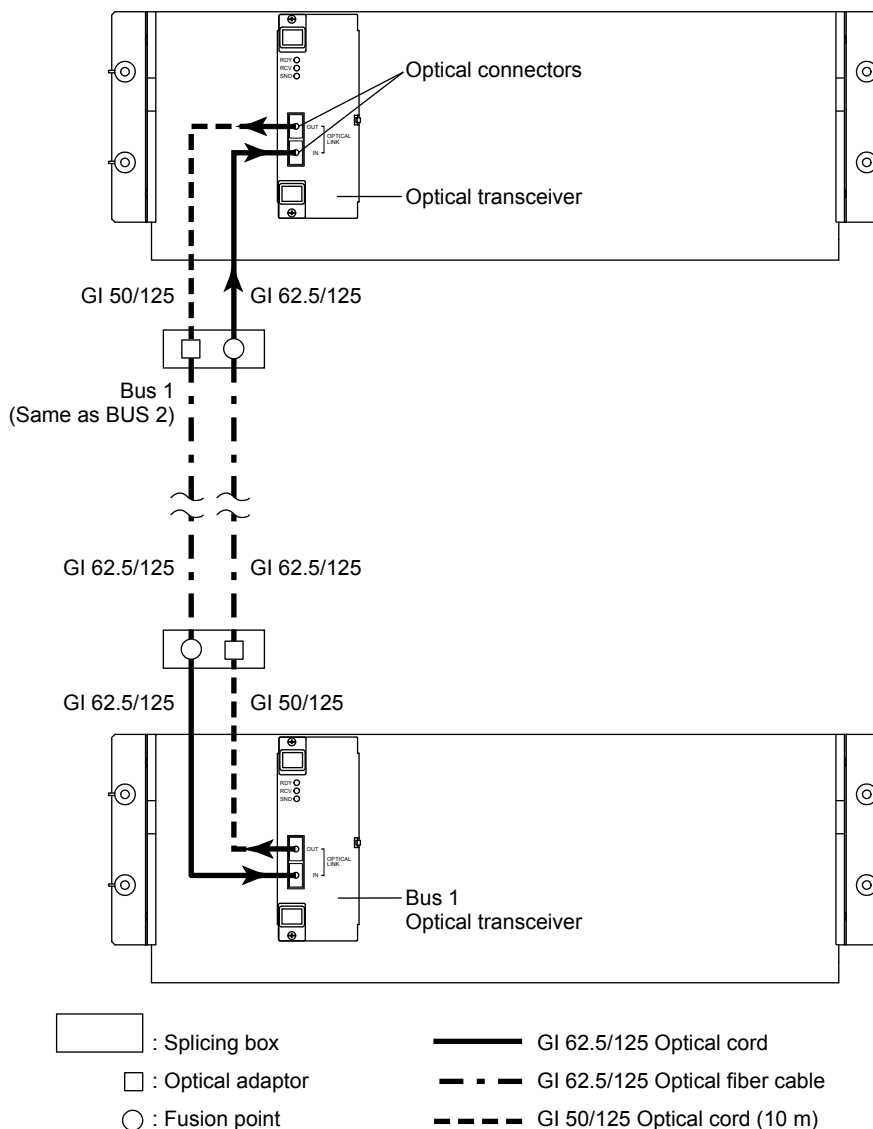 RDY
RCV
SND
Optical connectors
OUT
OPTICAL
LINK
IN
Optical transceiver
GI 50/125
GI 62.5/125
Bus 1
(Same as BUS 2)
GI 62.5/125
GI 62.5/125
GI 62.5/125
GI 50/125
RDY
RCV
SND
OUT
OPTICAL
LINK
IN
Bus 1
Optical transceiver
: Splicing box
GI 62.5/125 Optical cord
: Optical adaptor
GI 62.5/125 Optical fiber cable
: Fusion point
GI 50/125 Optical cord (10 m)